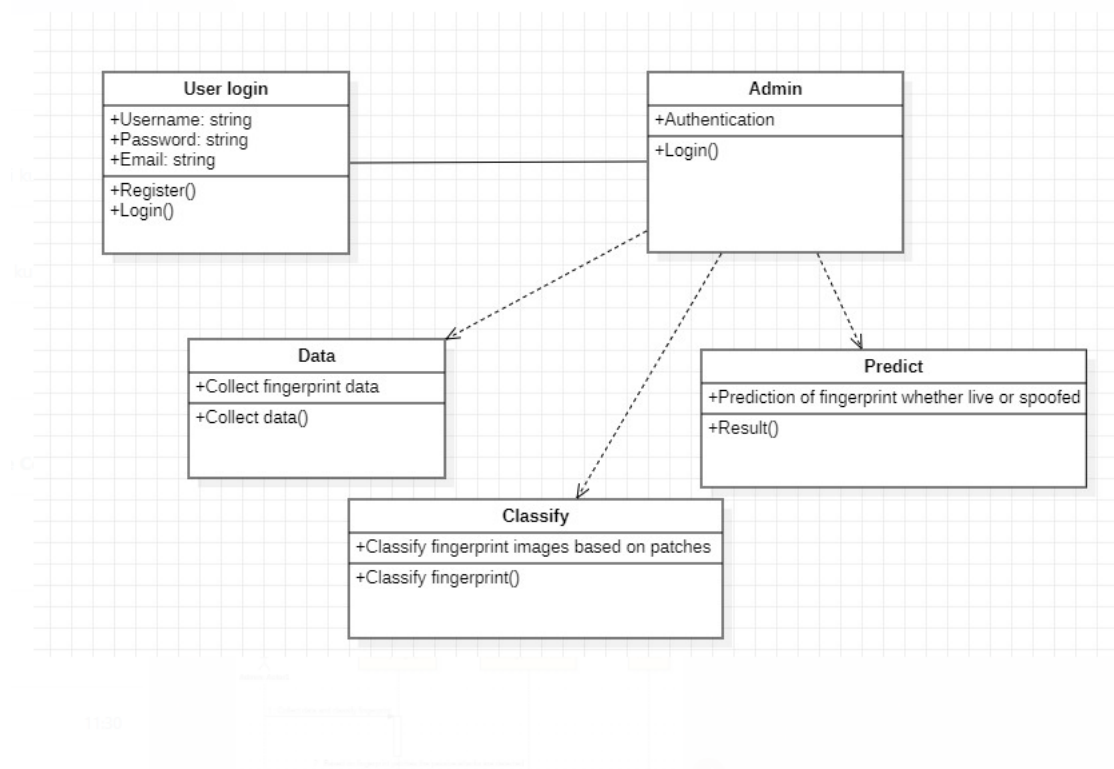 User login
+Username: string
+Password: string
+Email: string
+Register()
+Login()
Admin
+Authentication
+Login()
Data
+Collect fingerprint data
+Collect data()
Predict
+Prediction of fingerprint whether live or spoofed
+Result()
Classify
+Classify fingerprint images based on patches
+Classify fingerprint()